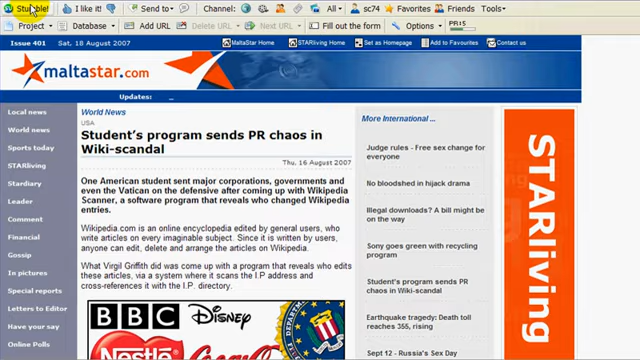 Stumble! I like it! Send to Channel: sc74 Favorites Friends Tools
Project Database Add URL Delete URL Next URL Fill out the form Options PR:5
Issue 401 Sat, 18 August 2007 MaltaStar Home STARliving Home Set as Homepage Add to Favourites Contact us
maltastar.com
Updates: _
Local news
World news
Sports today
STARliving
Stardiary
Leader
Comment
Financial
Gossip
In pictures
Special reports
Letters to Editor
Have your say
Online Polls
World News
USA
Student's program sends PR chaos in
Wiki-scandal
Thu, 16 August 2007
One American student sent major corporations, governments and
even the Vatican on the defensive after coming up with Wikipedia
Scanner, a software program that reveals who changed Wikipedia
entries.
Wikipedia.com is an online encyclopedia edited by general users, who
write articles on every imaginable subject. Since it is written by users,
anyone can edit, delete and arrange the articles on Wikipedia.
What Virgil Griffith did was come up with a program that reveals who edits
these articles, via a system where it scans the I.P address and
cross-references it with the I.P. directory.
BBC Disney
Nestle
More International ...
Judge rules - Free sex change for
everyone
No bloodshed in hijack drama
Illegal downloads? A bill might be
on the way
Sony goes green with recycling
program
Student's program sends PR
chaos in Wiki-scandal
Earthquake tragedy: Death toll
reaches 355, rising
Sept 12 - Russia's Sex Day
STARliving